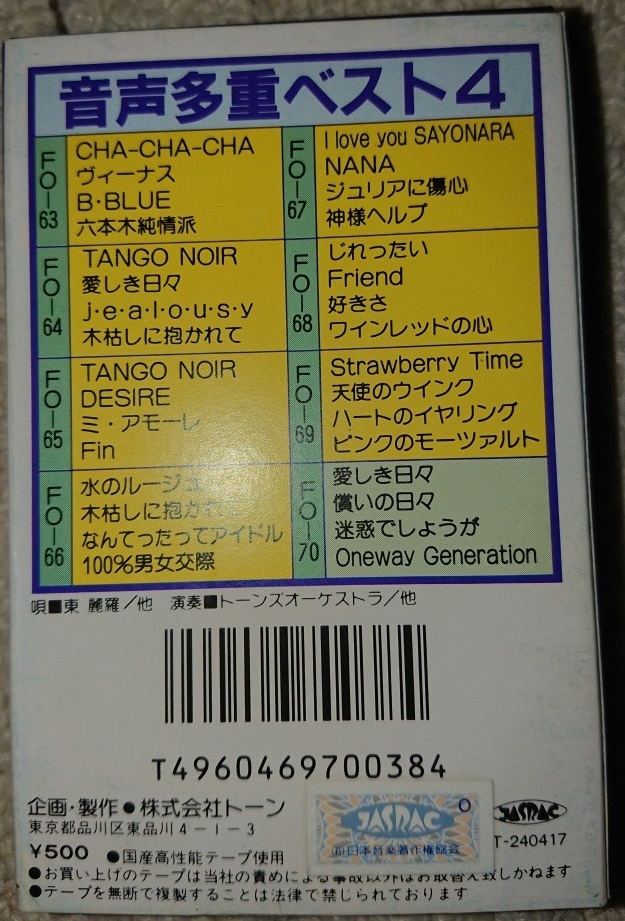 音声多重ベスト4
FO-63
CHA-CHA-CHA
ヴィーナス
B・BLUE
六本木純情派
FO-64
TANGO NOIR
愛しき日々
j・e・a・l・o・u・s・y
木枯しに抱かれて
FO-65
TANGO NOIR
DESIRE
ミ・アモーレ
Fin
FO-66
水のルージュ
木枯しに抱かれて
なんてったってアイドル
100%男女交際
FO-67
I love you SAYONARA
NANA
ジュリアに傷心
神様ヘルプ
FO-68
じれったい
Friend
好きさ
ワインレッドの心
FO-69
Strawberry Time
天使のウインク
ハートのイヤリング
ピンクのモーツァルト
FO-70
愛しき日々
償いの日々
迷惑でしょうが
Oneway Generation
唄■東 麗羅/他 演奏■トーンズオーケストラ/他
T4960469700384
企画・製作●株式会社トーン
東京都品川区東品川4-1-3
¥500 ●国産高性能テープ使用
JASRAC
O
日本音楽著作権協会
JASRAC
T-240417
●お買い上げのテープは当社の責めによる事故以外はお取替え致しかねます
●テープを無断で複製することは法律で禁じられております